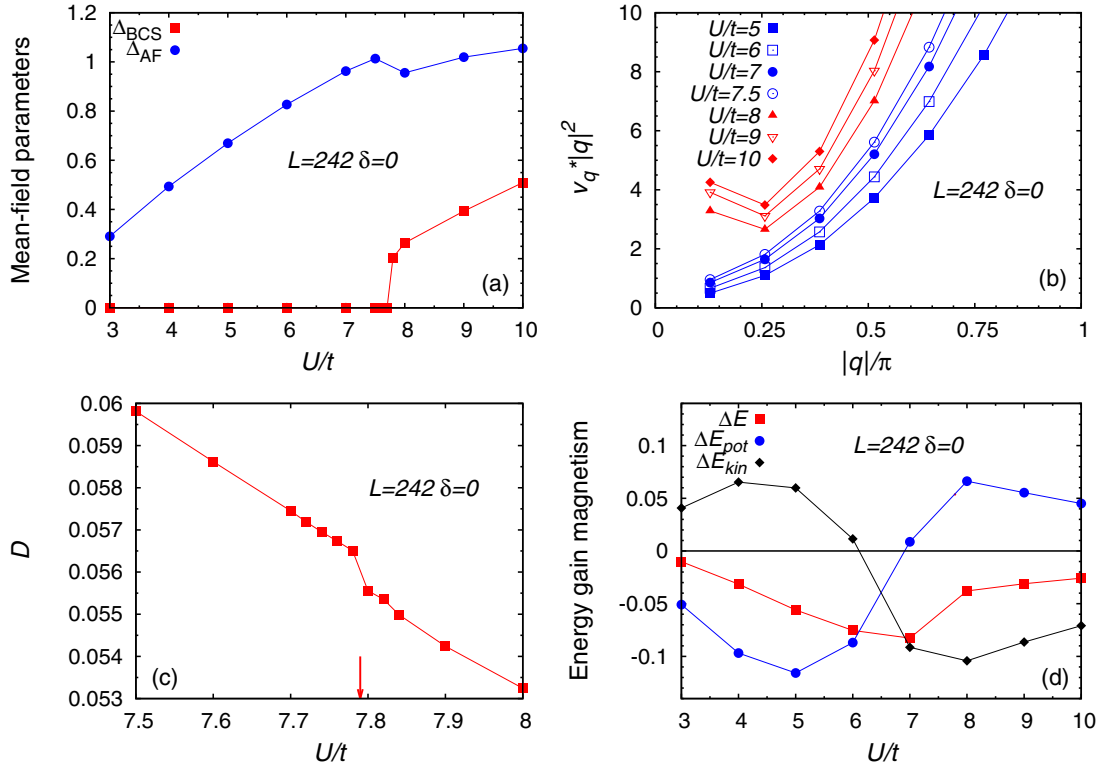 Δ_BCS
Δ_AF
Mean-field parameters
1.6
1.2
0.8
0.4
0
L=242 δ=0
(a)
3 4 5 6 7 8 9 10
U/t
v_q*|q|^2
10
8
6
4
2
0
U/t=5
U/t=6
U/t=7
U/t=7.5
U/t=8
U/t=9
U/t=10
L=242 δ=0
(b)
0 0.25 0.5 0.75 1
|q|/π
D
0.06
0.059
0.058
0.057
0.056
0.055
0.054
0.053
L=242 δ=0
(c)
7.5 7.6 7.7 7.8 7.9 8
U/t
Energy gain magnetism
0.1
0.05
0
-0.05
-0.1
ΔE
ΔE_pot
ΔE_kin
L=242 δ=0
(d)
3 4 5 6 7 8 9 10
U/t